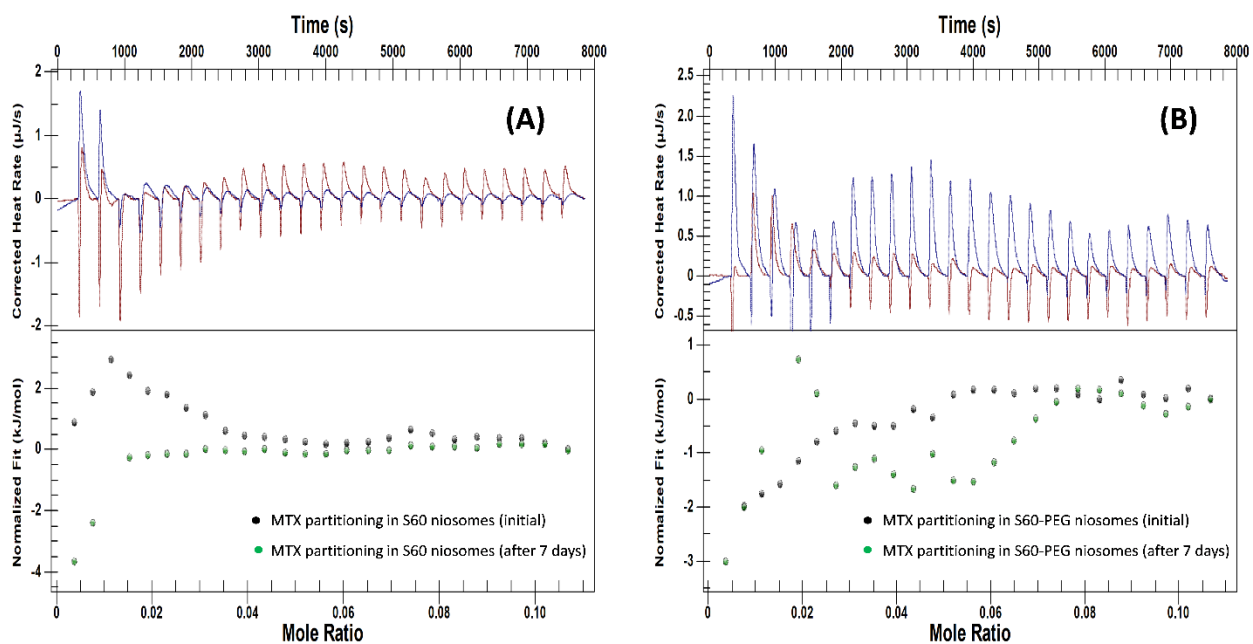 Time (s)
0 1000 2000 3000 4000 5000 6000 7000 8000
(A)
Corrected Heat Rate (µJ/s)
2
1
0
-1
-2
Normalized Fit (kJ/mol)
2
0
-2
-4
MTX partitioning in S60 niosomes (initial)
MTX partitioning in S60 niosomes (after 7 days)
0 0.02 0.04 0.06 0.08 0.10
Mole Ratio
Time (s)
0 1000 2000 3000 4000 5000 6000 7000 8000
(B)
Corrected Heat Rate (µJ/s)
2.5
2.0
1.5
1.0
0.5
0
-0.5
Normalized Fit (kJ/mol)
1
0
-1
-2
-3
MTX partitioning in S60-PEG niosomes (initial)
MTX partitioning in S60-PEG niosomes (after 7 days)
0 0.02 0.04 0.06 0.08 0.10
Mole Ratio